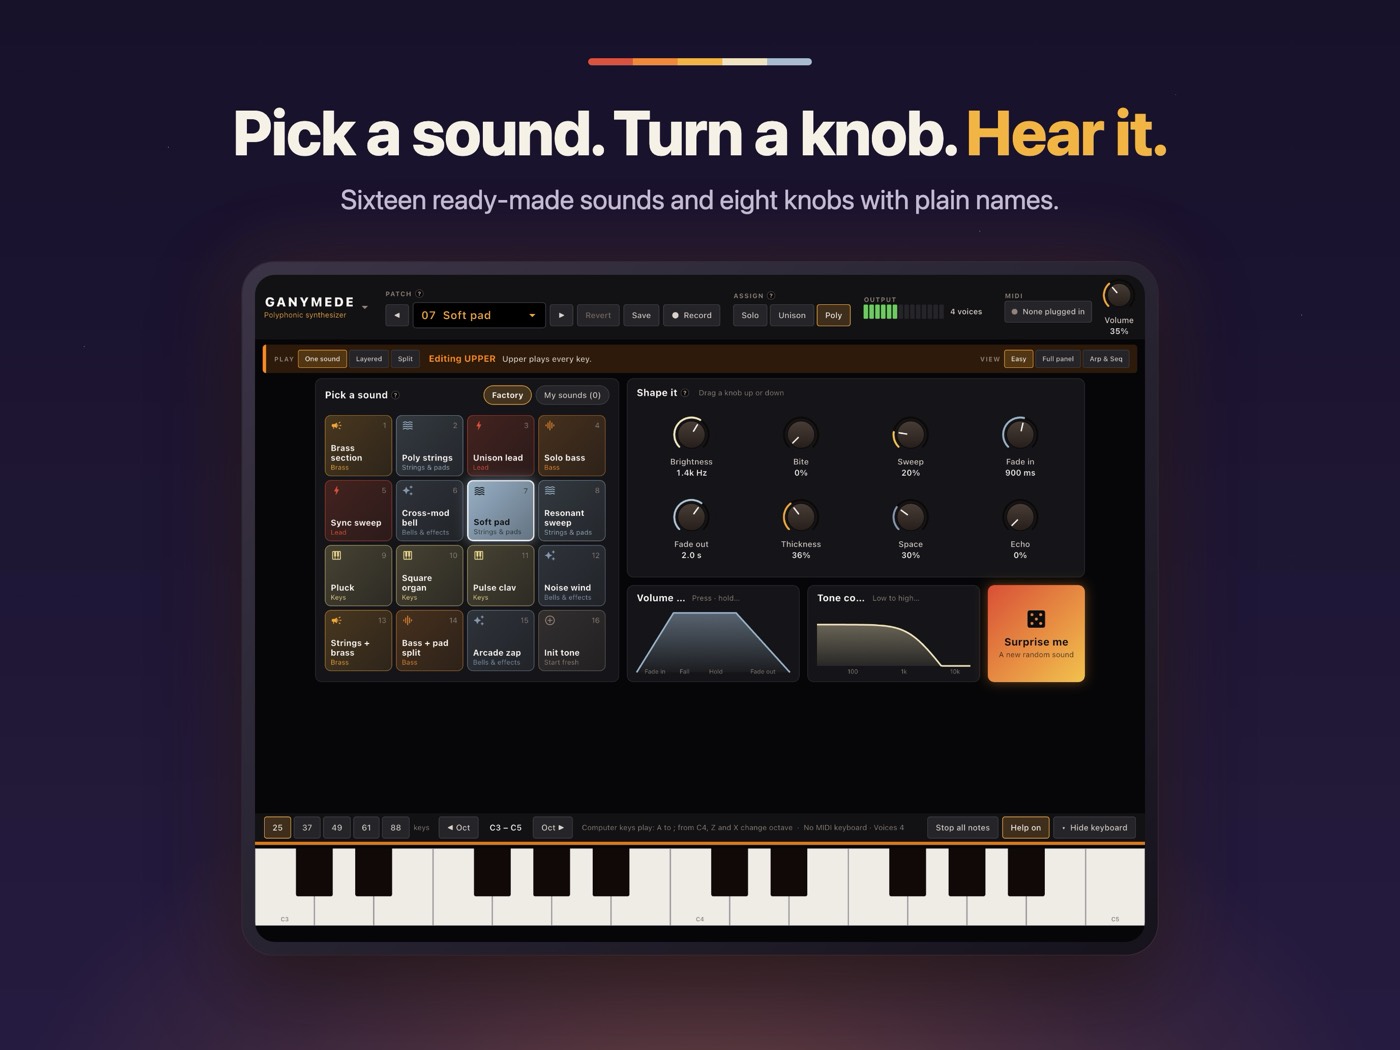 Pick a sound. Turn a knob. Hear it.
Sixteen ready-made sounds and eight knobs with plain names.
GANYMEDE
Polyphonic synthesizer
PATCH ?
07 Soft pad
Revert
Save
Record
ASSIGN ?
Solo
Unison
Poly
OUTPUT
4 voices
MIDI
None plugged in
Volume
35%
PLAY
One sound
Layered
Split
Editing UPPER
Upper plays every key.
VIEW
Easy
Full panel
Arp & Seq
Pick a sound ?
Factory
My sounds (0)
1
Brass
section
Brass
2
Poly strings
Strings & pads
3
Unison lead
Lead
4
Solo bass
Bass
5
Sync sweep
Lead
6
Cross-mod
bell
Bells & effects
7
Soft pad
Strings & pads
8
Resonant
sweep
Strings & pads
9
Pluck
Keys
10
Square
organ
Keys
11
Pulse clav
Keys
12
Noise wind
Bells & effects
13
Strings +
brass
Brass
14
Bass + pad
split
Bass
15
Arcade zap
Bells & effects
16
Init tone
Start fresh
Shape it ?
Drag a knob up or down
Brightness
1.4k Hz
Bite
0%
Sweep
20%
Fade in
900 ms
Fade out
2.0 s
Thickness
36%
Space
30%
Echo
0%
Volume ...
Press · hold...
Fade in
Fall
Hold
Fade out
Tone co...
Low to high...
100
1k
10k
Surprise me
A new random sound
25
37
49
61
88
keys
◄ Oct
C3 – C5
Oct ►
Computer keys play: A to ; from C4, Z and X change octave · No MIDI keyboard · Voices 4
Stop all notes
Help on
Hide keyboard
C3
C4
C5